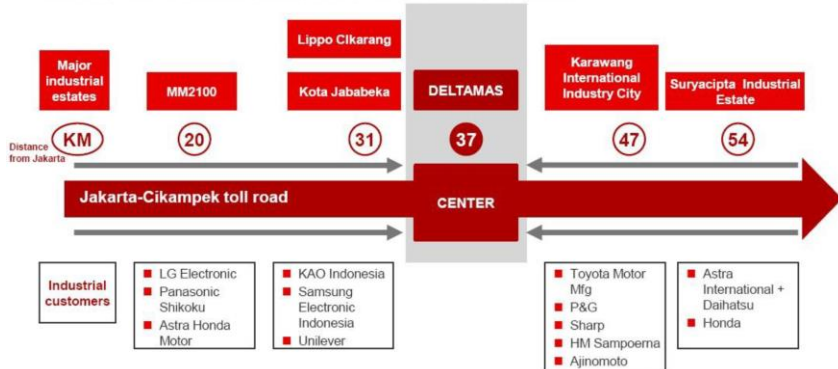 Lippo CIkarang
Major
industrial
estates
MM2100
Kota Jababeka
DELTAMAS
Karawang
International
Industry City
Suryacipta Industrial
Estate
Distance
from Jakarta
KM
20
31
37
47
54
Jakarta-Cikampek toll road
CENTER
Industrial
customers
LG Electronic
Panasonic
Shikoku
Astra Honda
Motor
KAO Indonesia
Samsung
Electronic
Indonesia
Unilever
Toyota Motor
Mfg
P&G
Sharp
HM Sampoerna
Ajinomoto
Astra
International +
Daihatsu
Honda